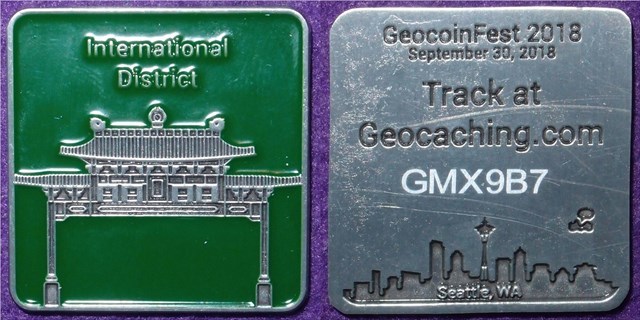 International
District
GeocoinFest 2018
September 30, 2018
Track at
Geocaching.com
GMX9B7
Seattle, WA